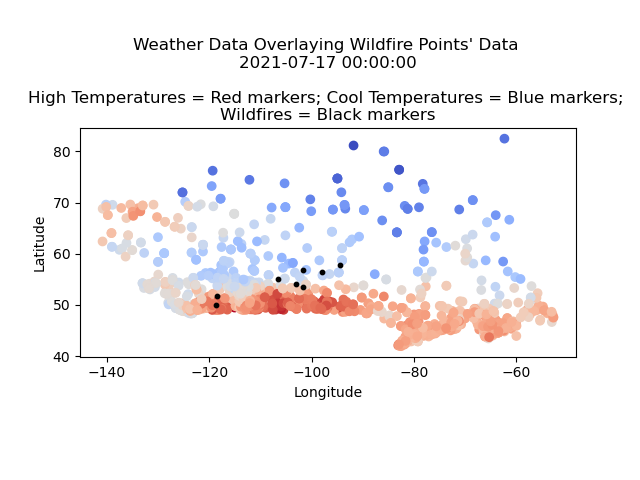 Weather Data Overlaying Wildfire Points' Data
2021-07-17 00:00:00
High Temperatures = Red markers; Cool Temperatures = Blue markers;
Wildfires = Black markers
80
70
60
50
40
Latitude
−140 −120 −100 −80 −60
Longitude